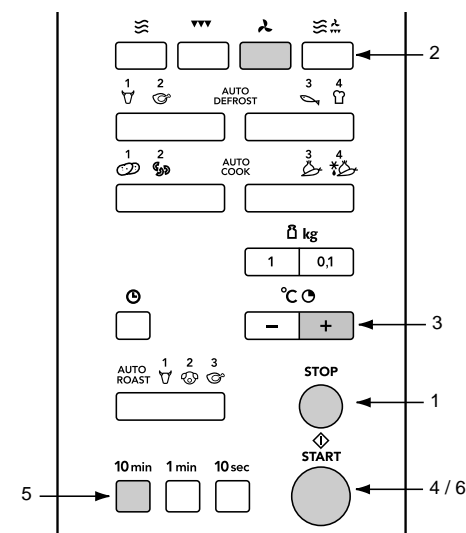 2
1 2 AUTO DEFROST 3 4
1 2 AUTO COOK 3 4
kg
1 0,1
°C
− +
3
AUTO ROAST 1 2 3
STOP
1
START
10 min 1 min 10 sec
5
4 / 6